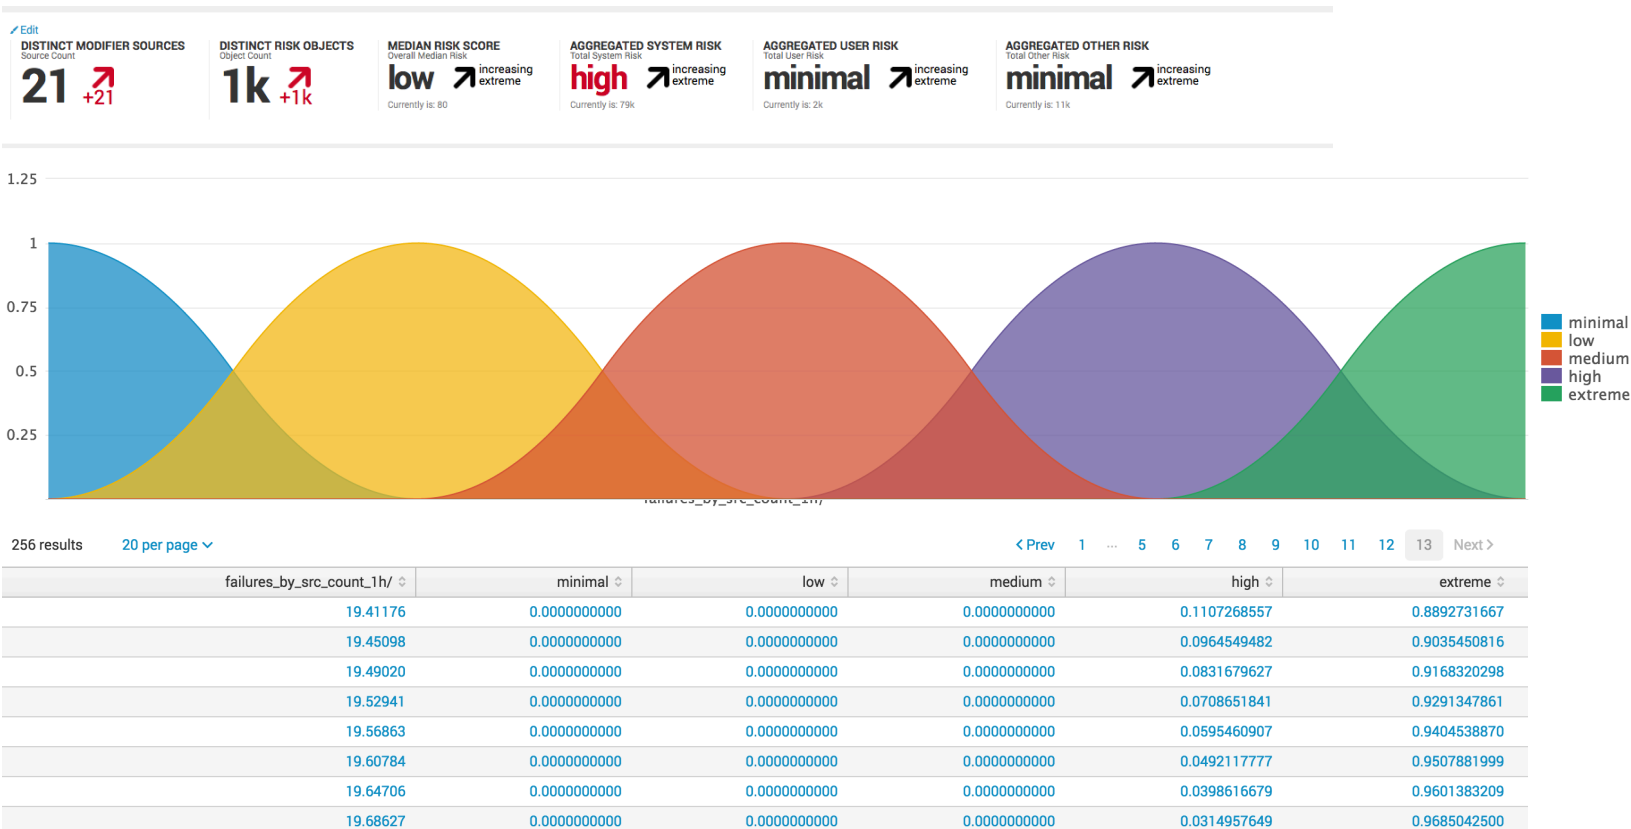 Edit
DISTINCT MODIFIER SOURCES
Source Count
21 +21
DISTINCT RISK OBJECTS
Object Count
1k +1k
MEDIAN RISK SCORE
Overall Median Risk
low increasing extreme
Currently is: 80
AGGREGATED SYSTEM RISK
Total System Risk
high increasing extreme
Currently is: 79k
AGGREGATED USER RISK
Total User Risk
minimal increasing extreme
Currently is: 2k
AGGREGATED OTHER RISK
Total Other Risk
minimal increasing extreme
Currently is: 11k
1.25
1
0.75
0.5
0.25
minimal
low
medium
high
extreme
failures_by_src_count_1h/
256 results 20 per page < Prev 1 ... 5 6 7 8 9 10 11 12 13 Next >
failures_by_src_count_1h/ minimal low medium high extreme
19.41176 0.0000000000 0.0000000000 0.0000000000 0.1107268557 0.8892731667
19.45098 0.0000000000 0.0000000000 0.0000000000 0.0964549482 0.9035450816
19.49020 0.0000000000 0.0000000000 0.0000000000 0.0831679627 0.9168320298
19.52941 0.0000000000 0.0000000000 0.0000000000 0.0708651841 0.9291347861
19.56863 0.0000000000 0.0000000000 0.0000000000 0.0595460907 0.9404538870
19.60784 0.0000000000 0.0000000000 0.0000000000 0.0492117777 0.9507881999
19.64706 0.0000000000 0.0000000000 0.0000000000 0.0398616679 0.9601383209
19.68627 0.0000000000 0.0000000000 0.0000000000 0.0314957649 0.9685042500